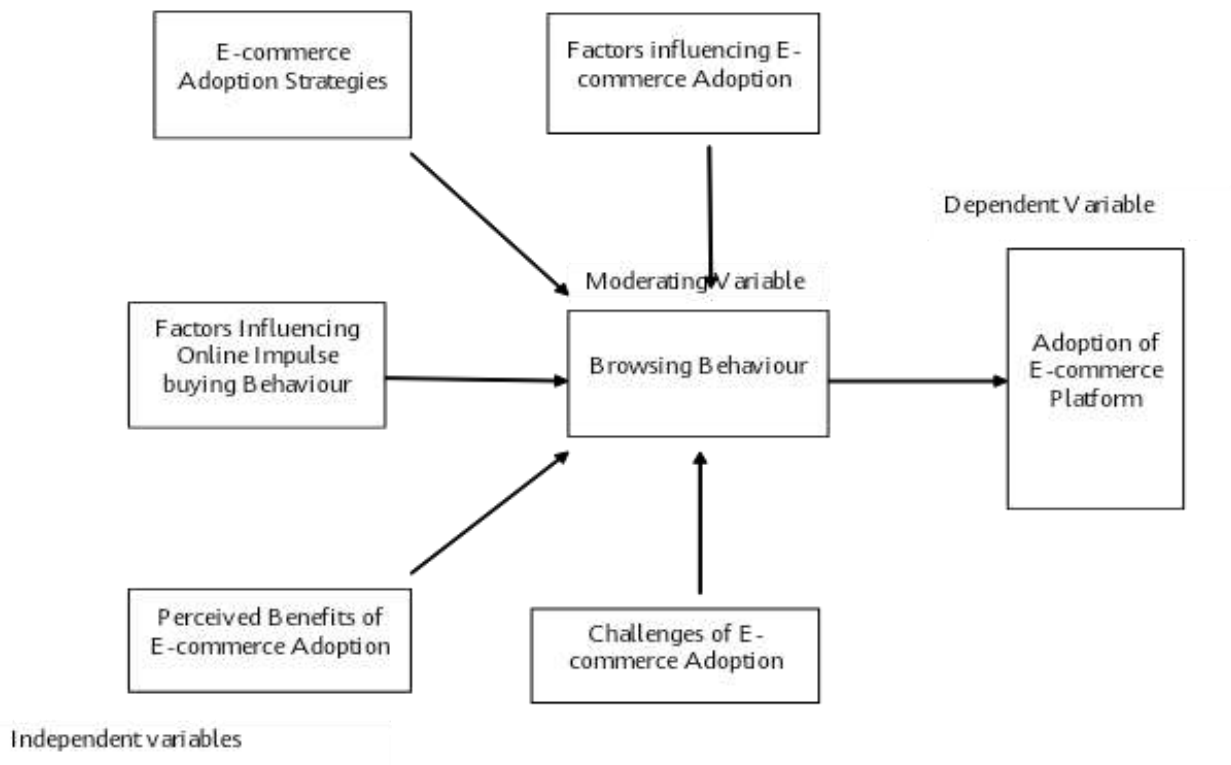 E-commerce
Adoption Strategies
Factors influencing E-
commerce Adoption
Dependent Variable
Moderating Variable
Factors Influencing
Online Impulse
buying Behaviour
Browsing Behaviour
Adoption of
E-commerce
Platform
Perceived Benefits of
E-commerce Adoption
Challenges of E-
commerce Adoption
Independent variables